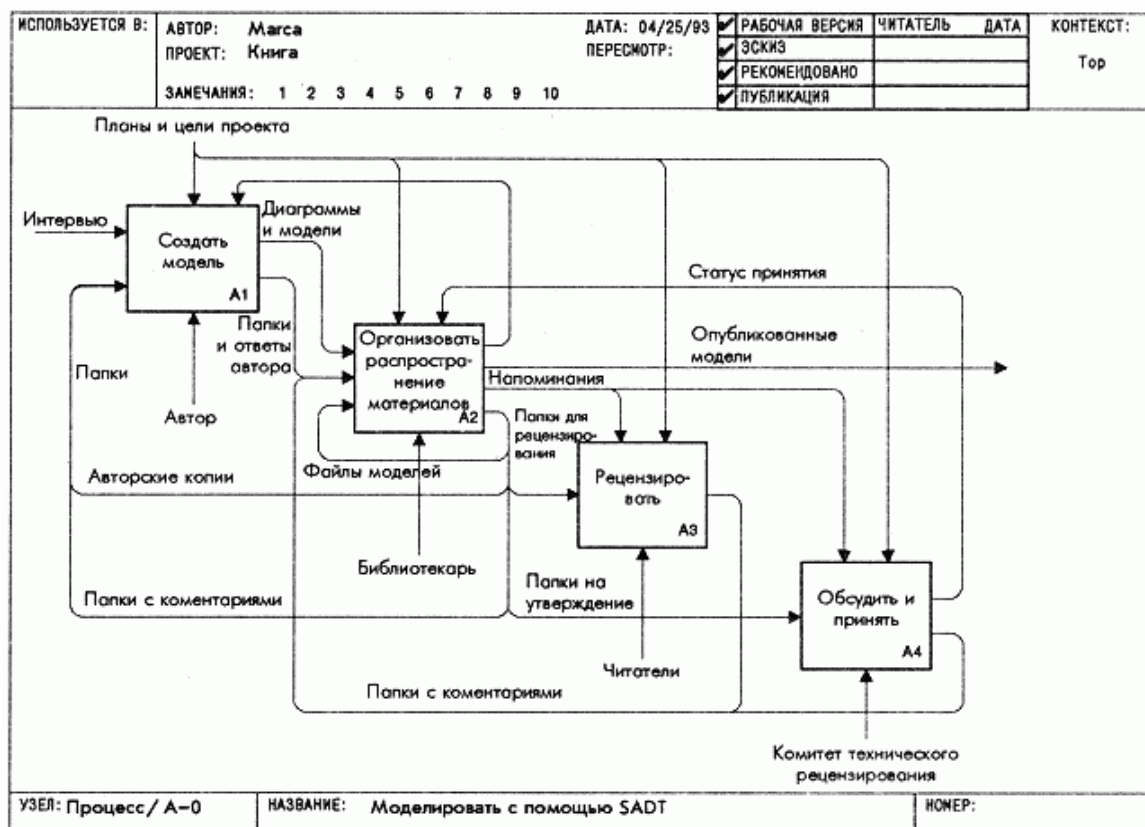 ИСПОЛЬЗУЕТСЯ В:
АВТОР: Marca
ДАТА: 04/25/93
РАБОЧАЯ ВЕРСИЯ
ЧИТАТЕЛЬ ДАТА
КОНТЕКСТ:
ПРОЕКТ: Книга
ПЕРЕСМОТР:
ЭСКИЗ
Top
РЕКОМЕНДОВАНО
ЗАМЕЧАНИЯ: 1 2 3 4 5 6 7 8 9 10
ПУБЛИКАЦИЯ
Планы и цели проекта
Интервью
Диаграммы
и модели
Создать
модель
A1
Статус принятия
Папки
и ответы
автора
Организовать
распростра-
нение
материалов
A2
Опубликованные
модели
Папки
Напоминания
Автор
Папки для
рецензиро-
вания
Файлы моделей
Авторские копии
Рецензиро-
вать
A3
Библиотекарь
Папки на
утверждение
Папки с коментариями
Обсудить и
принять
A4
Читатели
Папки с коментариями
Комитет технического
рецензирования
УЗЕЛ: Процесс/ A-0
НАЗВАНИЕ: Моделировать с помощью SADT
НОМЕР: